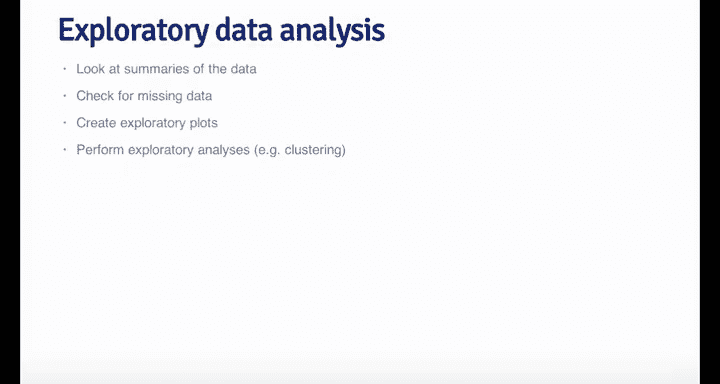 Exploratory data analysis
· Look at summaries of the data
· Check for missing data
· Create exploratory plots
· Perform exploratory analyses (e.g. clustering)